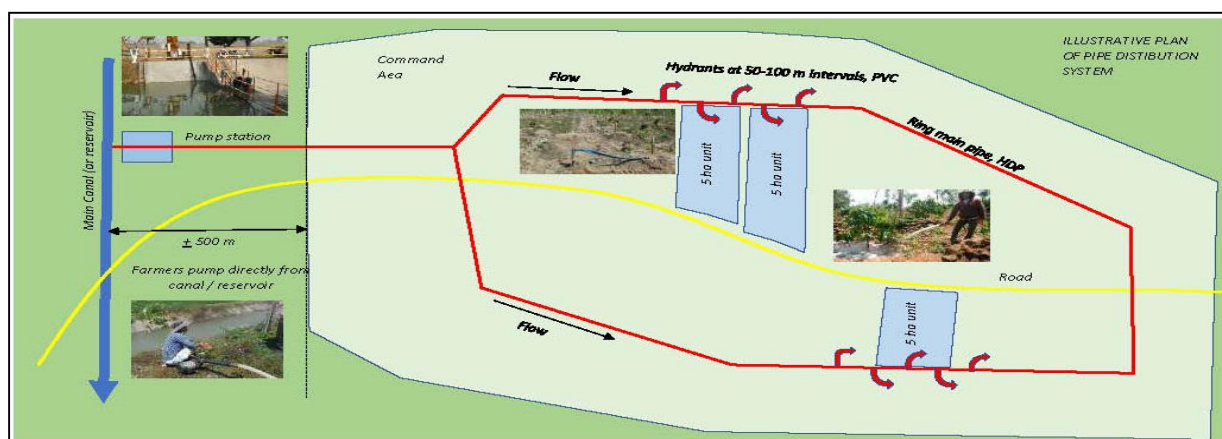 ILLUSTRATIVE PLAN
OF PIPE DISTIBUTION
SYSTEM
Command
Aea
Flow
Hydrants at 50-100 m intervals, PVC
Main Canal (or reservoir)
Pump station
5 ha unit
5 ha unit
Ring main pipe, HDP
± 500 m
Farmers pump directly from
canal / reservoir
Road
5 ha unit
Flow